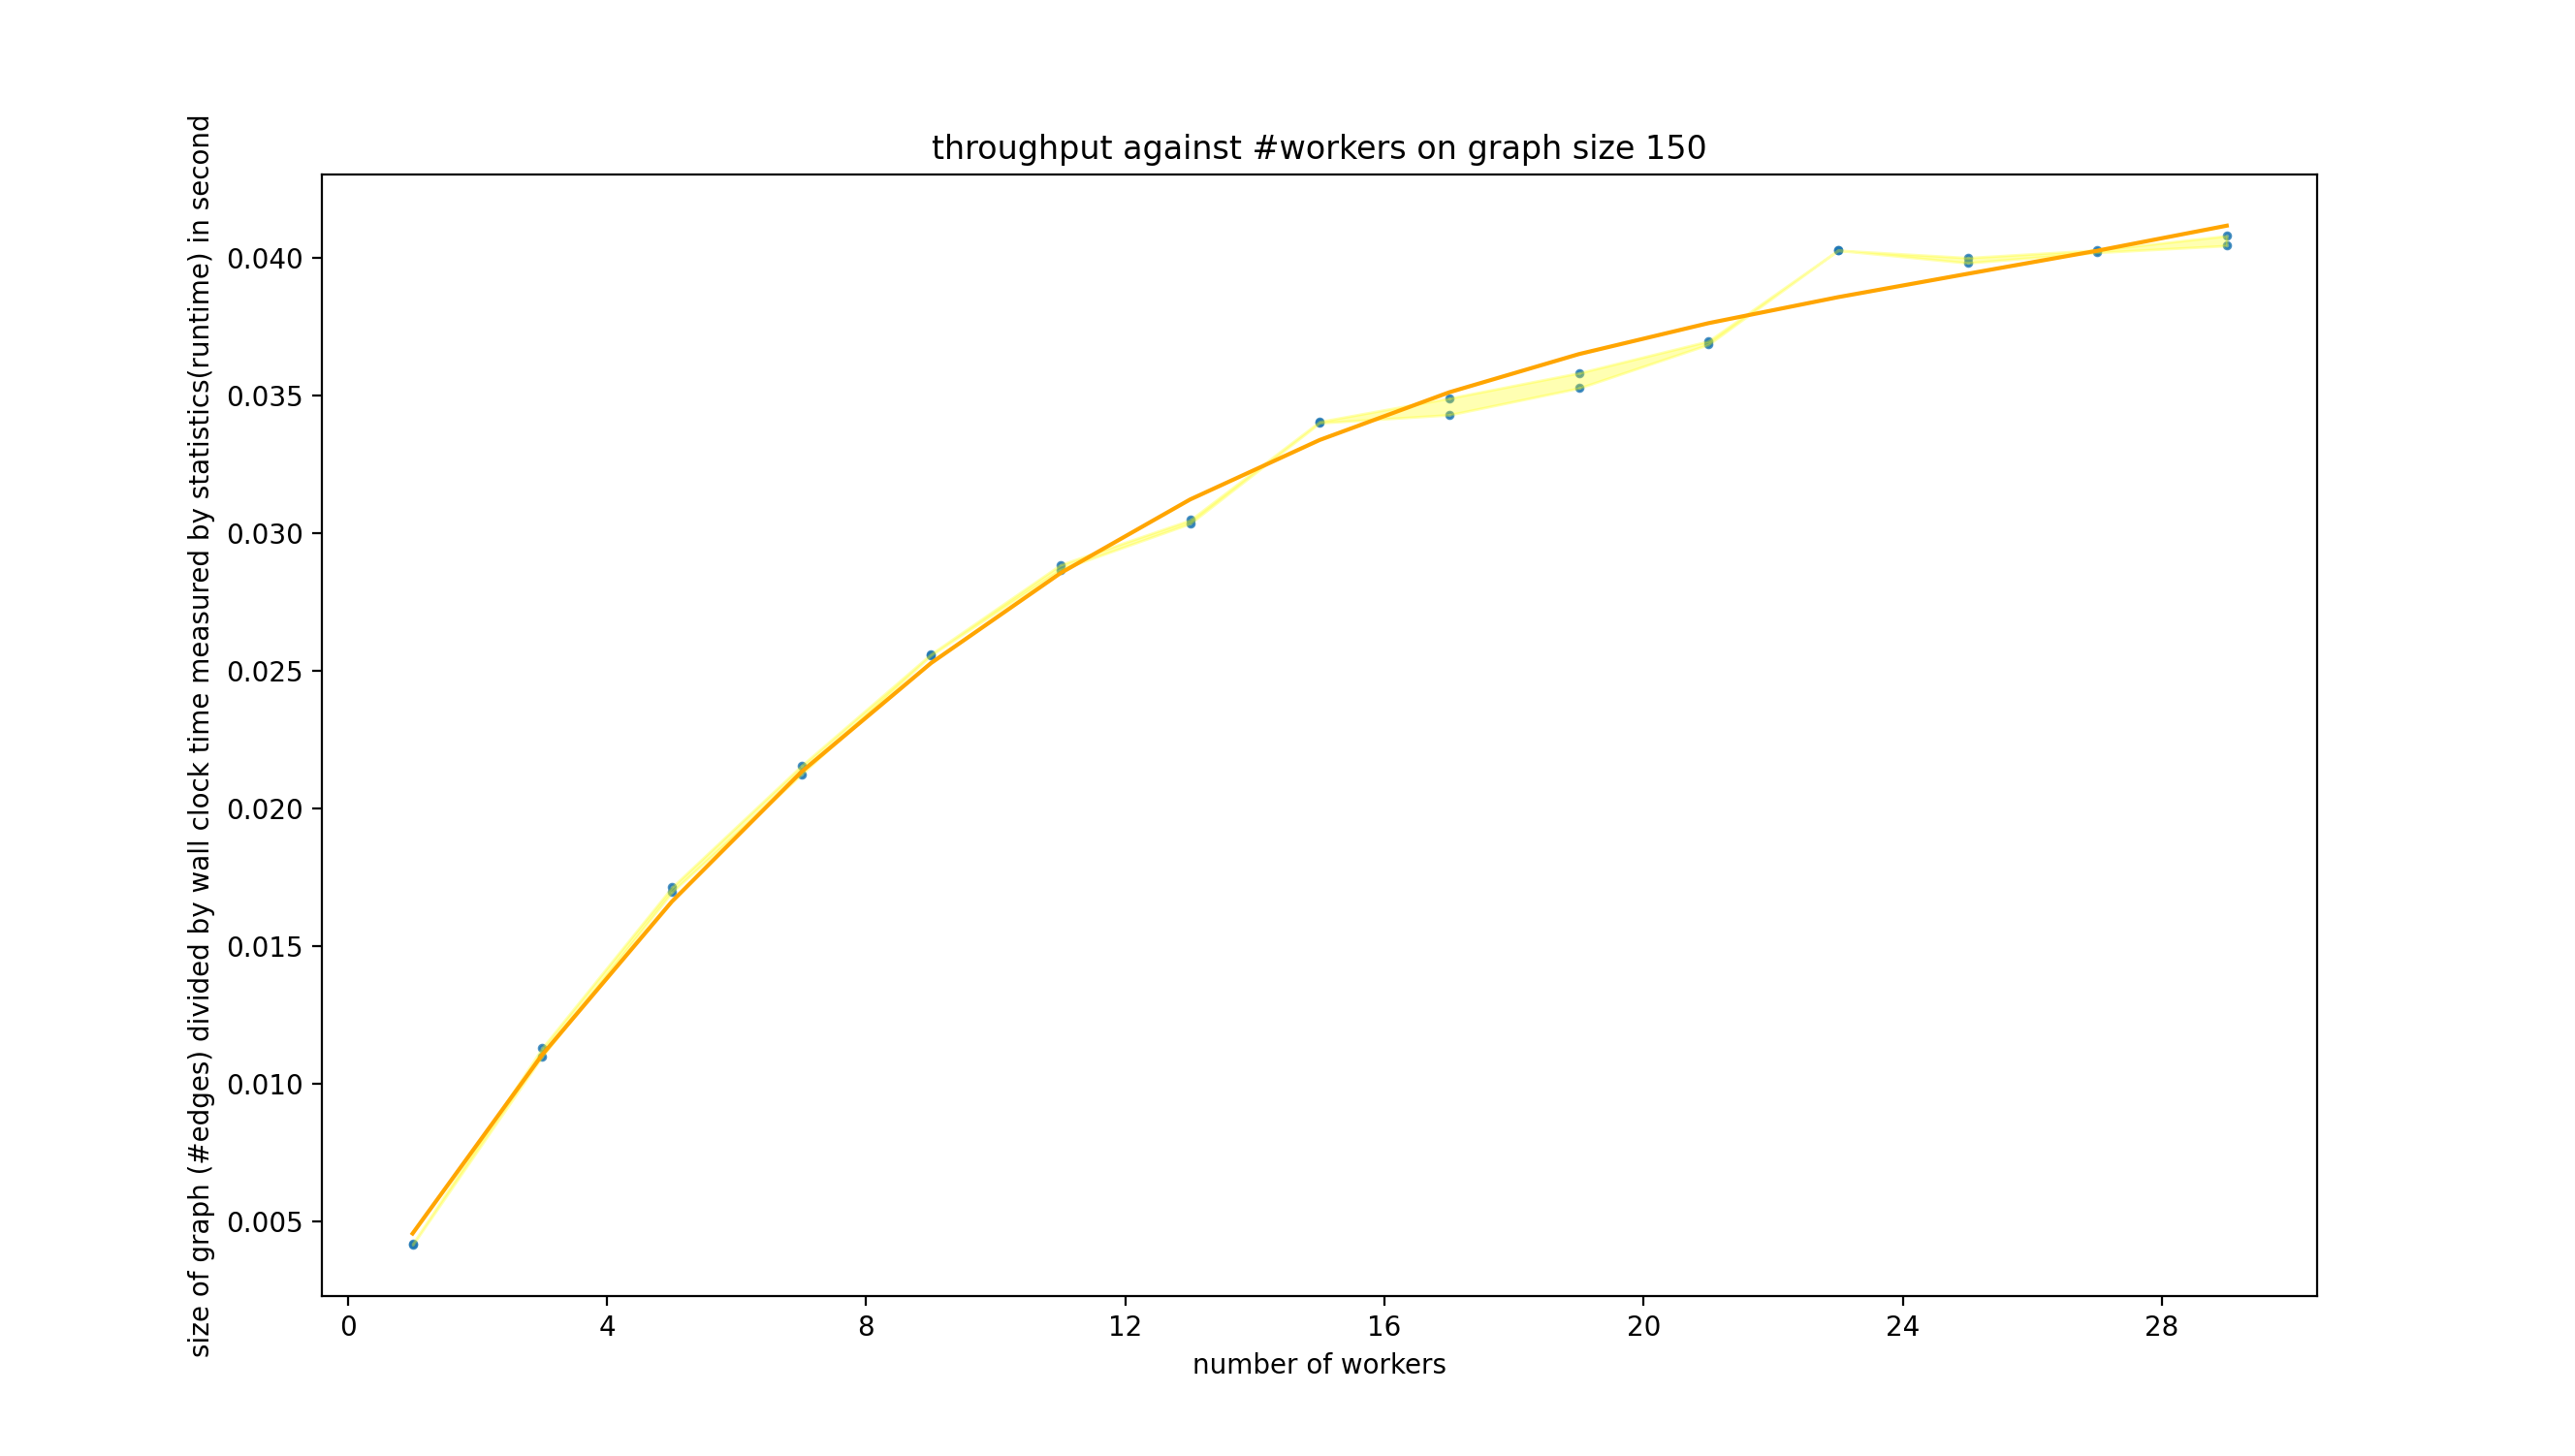 throughput against #workers on graph size 150
size of graph (#edges) divided by wall clock time measured by statistics(runtime) in second
0.040
0.035
0.030
0.025
0.020
0.015
0.010
0.005
0 4 8 12 16 20 24 28
number of workers